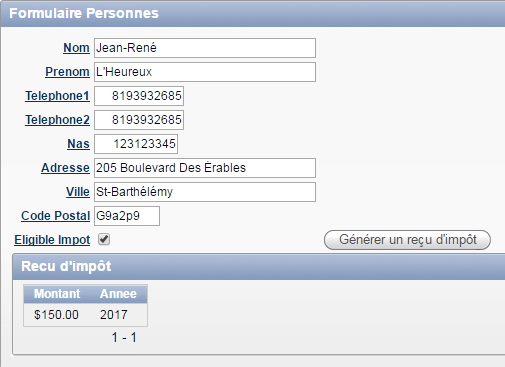 Formulaire Personnes
Nom Jean-René
Prenom L'Heureux
Telephone1 8193932685
Telephone2 8193932685
Nas 123123345
Adresse 205 Boulevard Des Érables
Ville St-Barthélémy
Code Postal G9a2p9
Eligible Impot Générer un reçu d'impôt
Recu d'impôt
Montant Annee
$150.00 2017
1 - 1